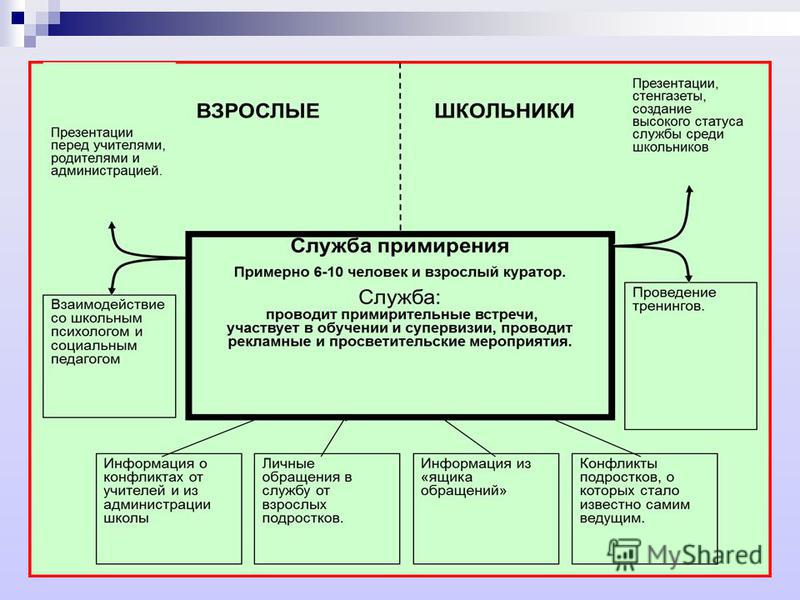 ВЗРОСЛЫЕ
ШКОЛЬНИКИ
Презентации
перед учителями,
родителями и
администрацией.
Презентации,
стенгазеты,
создание
высокого статуса
службы среди
школьников
Служба примирения
Примерно 6-10 человек и взрослый куратор.
Служба:
проводит примирительные встречи,
участвует в обучении и супервизии, проводит
рекламные и просветительские мероприятия.
Взаимодействие
со школьным
психологом и
социальным
педагогом
Проведение
тренингов.
Информация о
конфликтах от
учителей и из
администрации
школы
Личные
обращения в
службу от
взрослых
подростков.
Информация из
«ящика
обращений»
Конфликты
подростков, о
которых стало
известно самим
ведущим.
MyShared